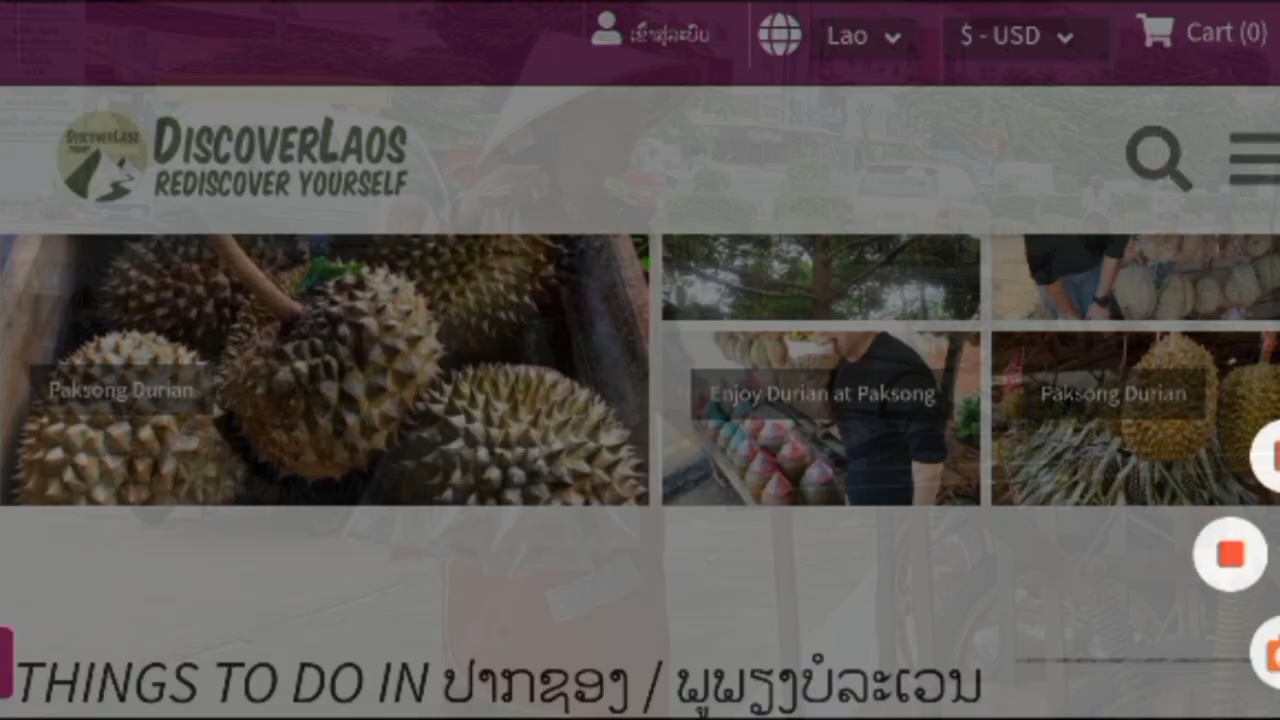 ເຂົ້າສູ່ລະບົບ
Lao
$ - USD
Cart (0)
DISCOVERLAOS
DISCOVERLAOS
REDISCOVER YOURSELF
Paksong Durian
Enjoy Durian at Paksong
Paksong Durian
THINGS TO DO IN ປາກຊອງ / ພູພຽງບໍລະເວນ